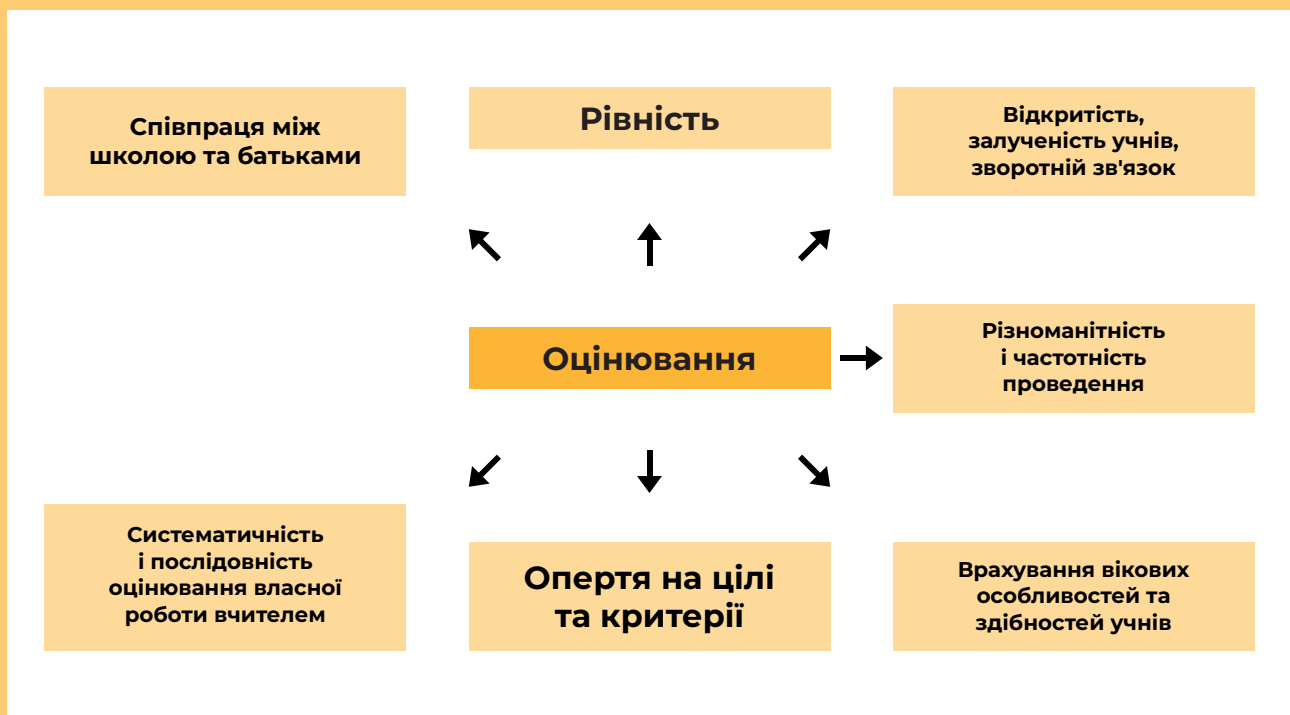 Співпраця між
школою та батьками
Рівність
Відкритість,
залученість учнів,
зворотній зв'язок
Оцінювання
Різноманітність
і частотність
проведення
Систематичність
і послідовність
оцінювання власної
роботи вчителем
Опертя на цілі
та критерії
Врахування вікових
особливостей та
здібностей учнів